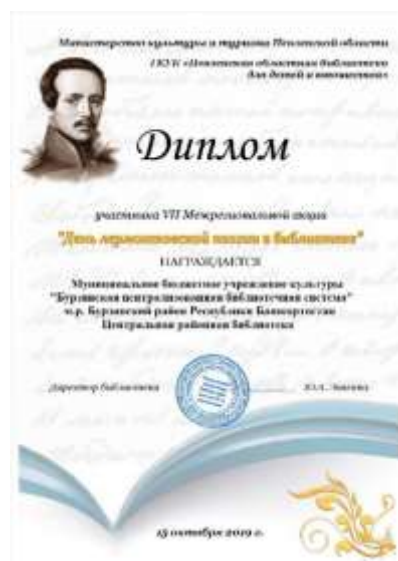 Министерство культуры и туризма Пензенской области
ГБУК «Пензенская областная библиотека
для детей и юношества»
Диплом
участника VII Межрегиональной акции
"День лермонтовской поэзии в библиотеке"
НАГРАЖДАЕТСЯ
Муниципальное бюджетное учреждение культуры
"Бурзянская централизованная библиотечная система"
м.р. Бурзянский район Республики Башкортостан
Центральная районная библиотека
Директор библиотеки
15 октября 2019 г.